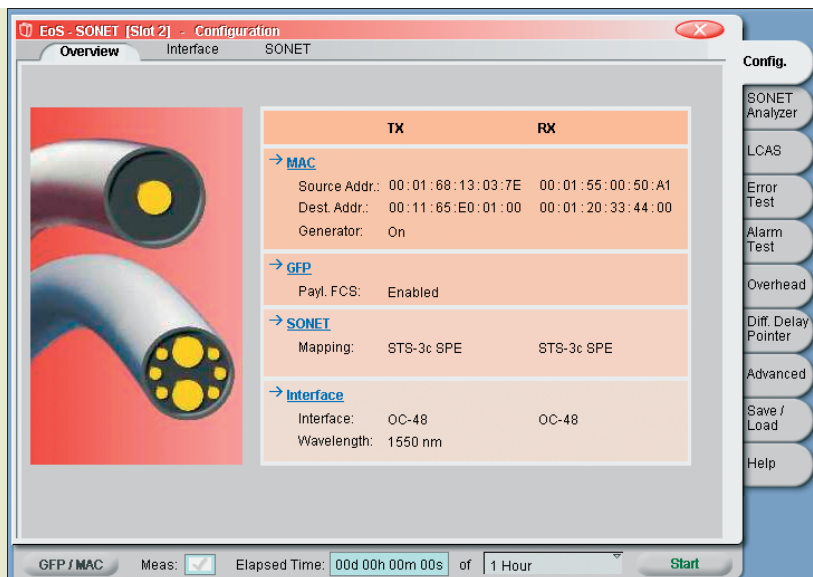 EoS - SONET [Slot 2] - Configuration
Overview Interface SONET
TX RX
MAC
Source Addr.: 00:01:68:13:03:7E 00:01:55:00:50:A1
Dest. Addr.: 00:11:65:E0:01:00 00:01:20:33:44:00
Generator: On
GFP
Payl. FCS: Enabled
SONET
Mapping: STS-3c SPE STS-3c SPE
Interface
Interface: OC-48 OC-48
Wavelength: 1550 nm
Config.
SONET
Analyzer
LCAS
Error
Test
Alarm
Test
Overhead
Diff. Delay
Pointer
Advanced
Save /
Load
Help
GFP / MAC Meas: Elapsed Time: 00d 00h 00m 00s of 1 Hour Start